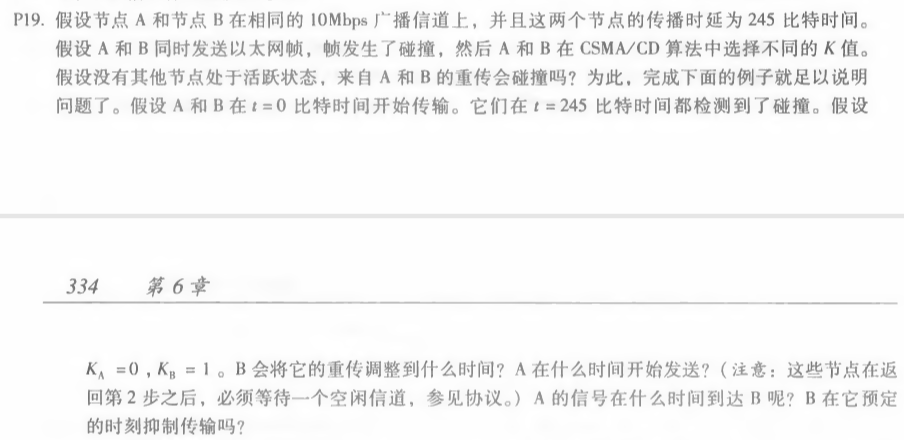 P19. 假设节点 A 和节点 B 在相同的 10Mbps 广播信道上，并且这两个节点的传播时延为 245 比特时间。
假设 A 和 B 同时发送以太网帧，帧发生了碰撞，然后 A 和 B 在 CSMA/CD 算法中选择不同的 K 值。
假设没有其他节点处于活跃状态，来自 A 和 B 的重传会碰撞吗？为此，完成下面的例子就足以说明
问题了。假设 A 和 B 在 t = 0 比特时间开始传输。它们在 t = 245 比特时间都检测到了碰撞。假设
334 第 6 章
K_A = 0，K_B = 1。B 会将它的重传调整到什么时间？A 在什么时间开始发送？（注意：这些节点在返
回第 2 步之后，必须等待一个空闲信道，参见协议。）A 的信号在什么时间到达 B 呢？B 在它预定
的时刻抑制传输吗？